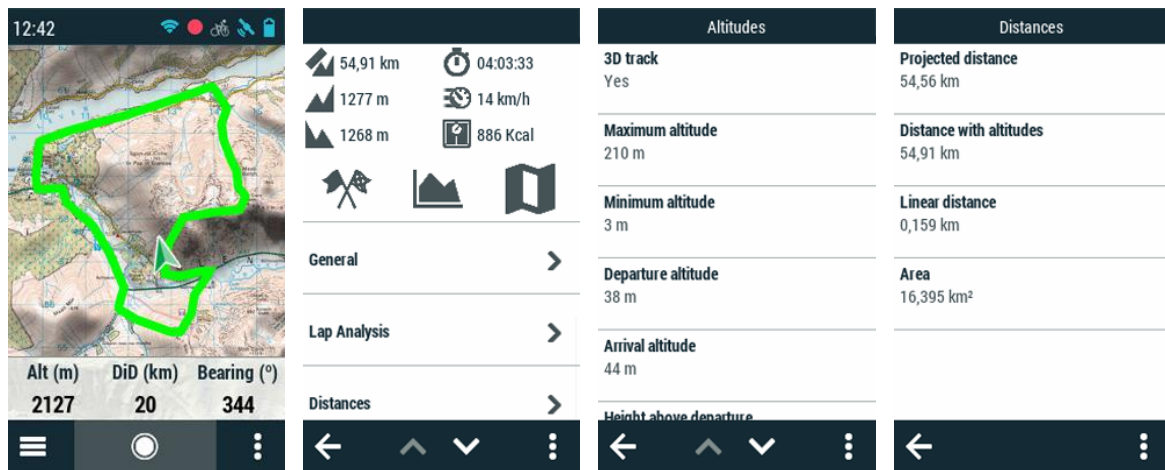 12:42
Alt (m) DiD (km) Bearing (º)
2127 20 344
54,91 km 04:03:33
1277 m 14 km/h
1268 m 886 Kcal
General
Lap Analysis
Distances
Altitudes
3D track
Yes
Maximum altitude
210 m
Minimum altitude
3 m
Departure altitude
38 m
Arrival altitude
44 m
Height above departure
Distances
Projected distance
54,56 km
Distance with altitudes
54,91 km
Linear distance
0,159 km
Area
16,395 km²